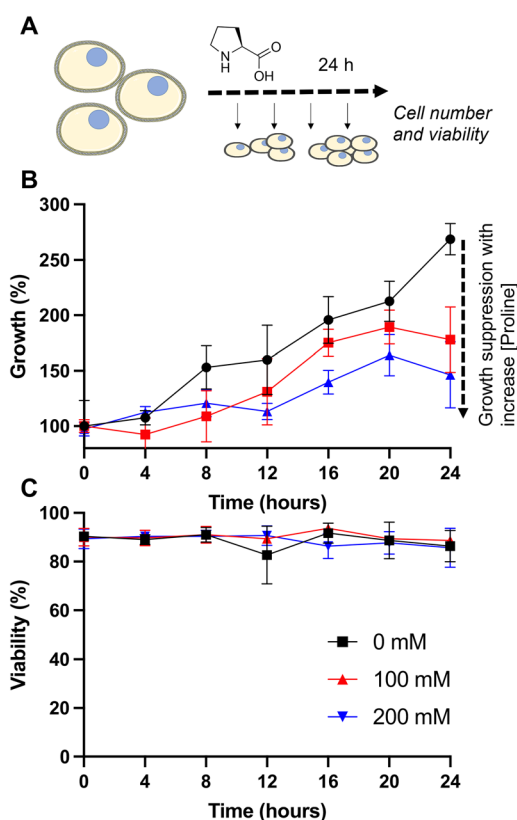 A
N
H
O
OH
24 h
Cell number
and viability
B
Growth (%)
300
250
200
150
100
0
4
8
12
16
20
24
Time (hours)
Growth suppression with
increase [Proline]
C
Viability (%)
100
80
60
40
20
0
0 mM
100 mM
200 mM
0
4
8
12
16
20
24
Time (hours)